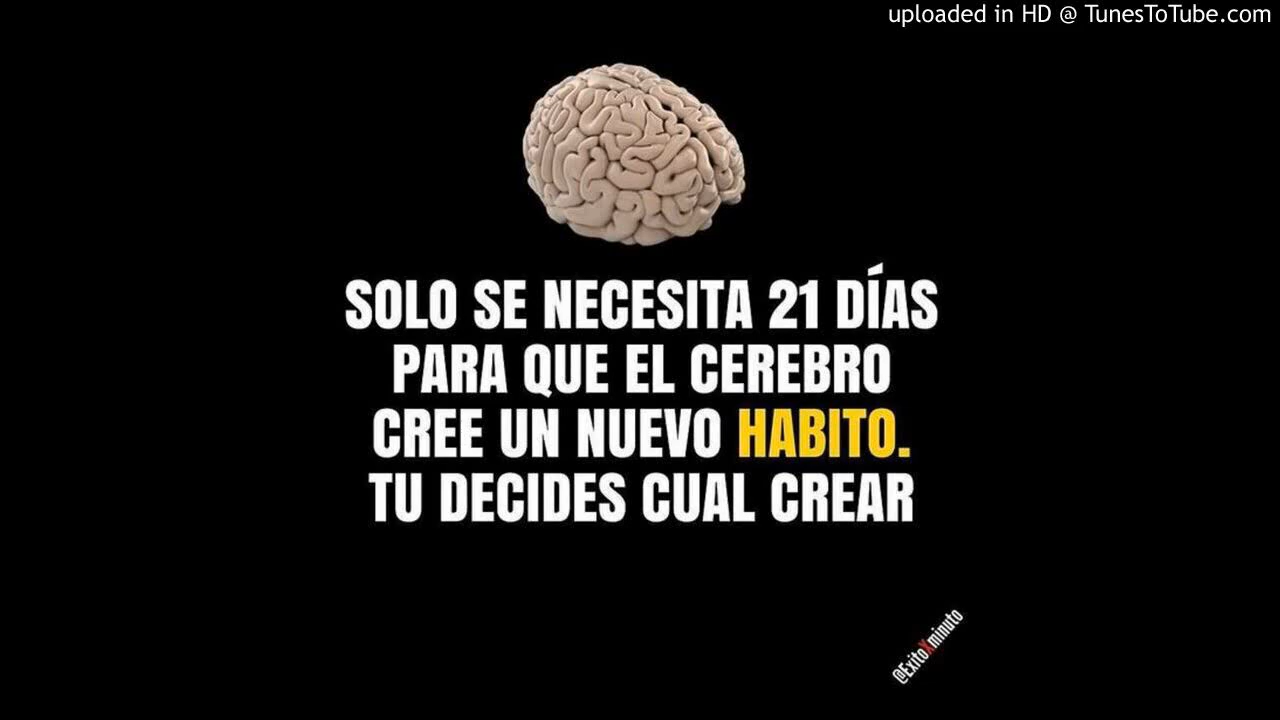 uploaded in HD @ TunesToTube.com
SOLO SE NECESITA 21 DÍAS
PARA QUE EL CEREBRO
CREE UN NUEVO HABITO.
TU DECIDES CUAL CREAR
@ExitoXminuto